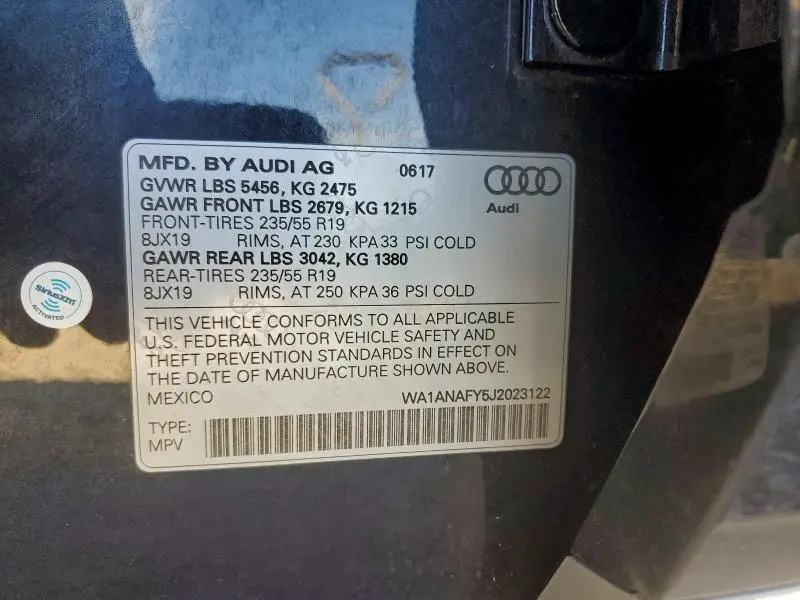 MFD. BY AUDI AG 0617
GVWR LBS 5456, KG 2475
GAWR FRONT LBS 2679, KG 1215
Audi
FRONT-TIRES 235/55 R19
8JX19 RIMS, AT 230 KPA 33 PSI COLD
GAWR REAR LBS 3042, KG 1380
REAR-TIRES 235/55 R19
8JX19 RIMS, AT 250 KPA 36 PSI COLD
THIS VEHICLE CONFORMS TO ALL APPLICABLE
U.S. FEDERAL MOTOR VEHICLE SAFETY AND
THEFT PREVENTION STANDARDS IN EFFECT ON
THE DATE OF MANUFACTURE SHOWN ABOVE.
MEXICO WA1ANAFY5J2023122
TYPE:
MPV
SiriusXM
ACTIVATED